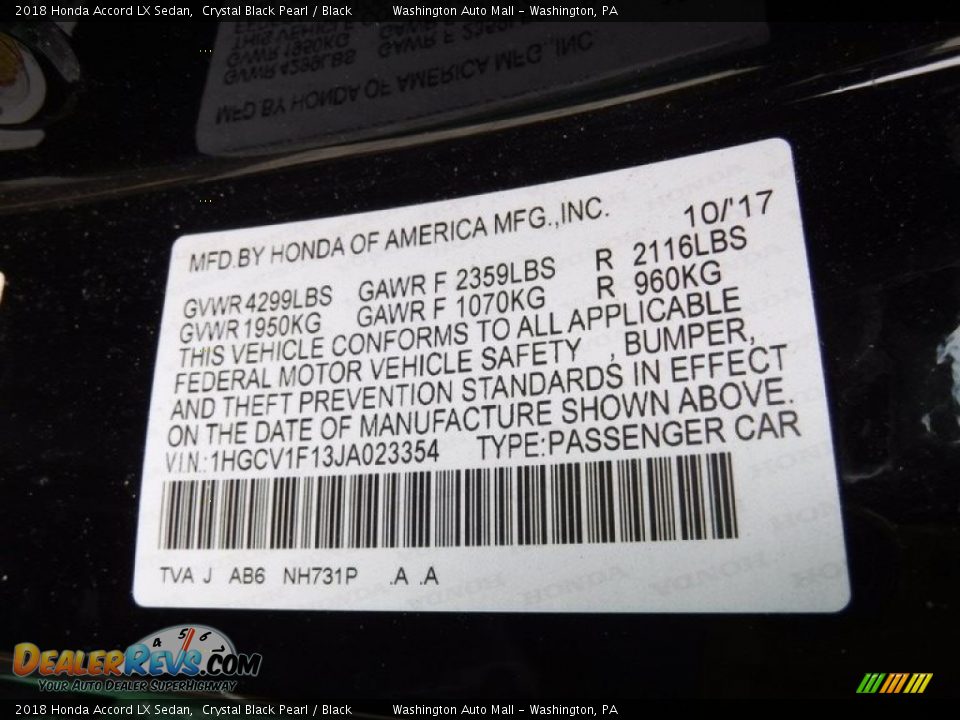 2018 Honda Accord LX Sedan, Crystal Black Pearl / Black Washington Auto Mall - Washington, PA
MFD.BY HONDA OF AMERICA MFG.,INC. 10/'17
GVWR 4299LBS GAWR F 2359LBS R 2116LBS
GVWR 1950KG GAWR F 1070KG R 960KG
THIS VEHICLE CONFORMS TO ALL APPLICABLE
FEDERAL MOTOR VEHICLE SAFETY , BUMPER,
AND THEFT PREVENTION STANDARDS IN EFFECT
ON THE DATE OF MANUFACTURE SHOWN ABOVE.
V.I.N.:1HGCV1F13JA023354 TYPE:PASSENGER CAR
TVA J AB6 NH731P .A .A
4 5 6
DEALERREVS.COM
YOUR AUTO DEALER SUPERHIGHWAY
2018 Honda Accord LX Sedan, Crystal Black Pearl / Black Washington Auto Mall - Washington, PA